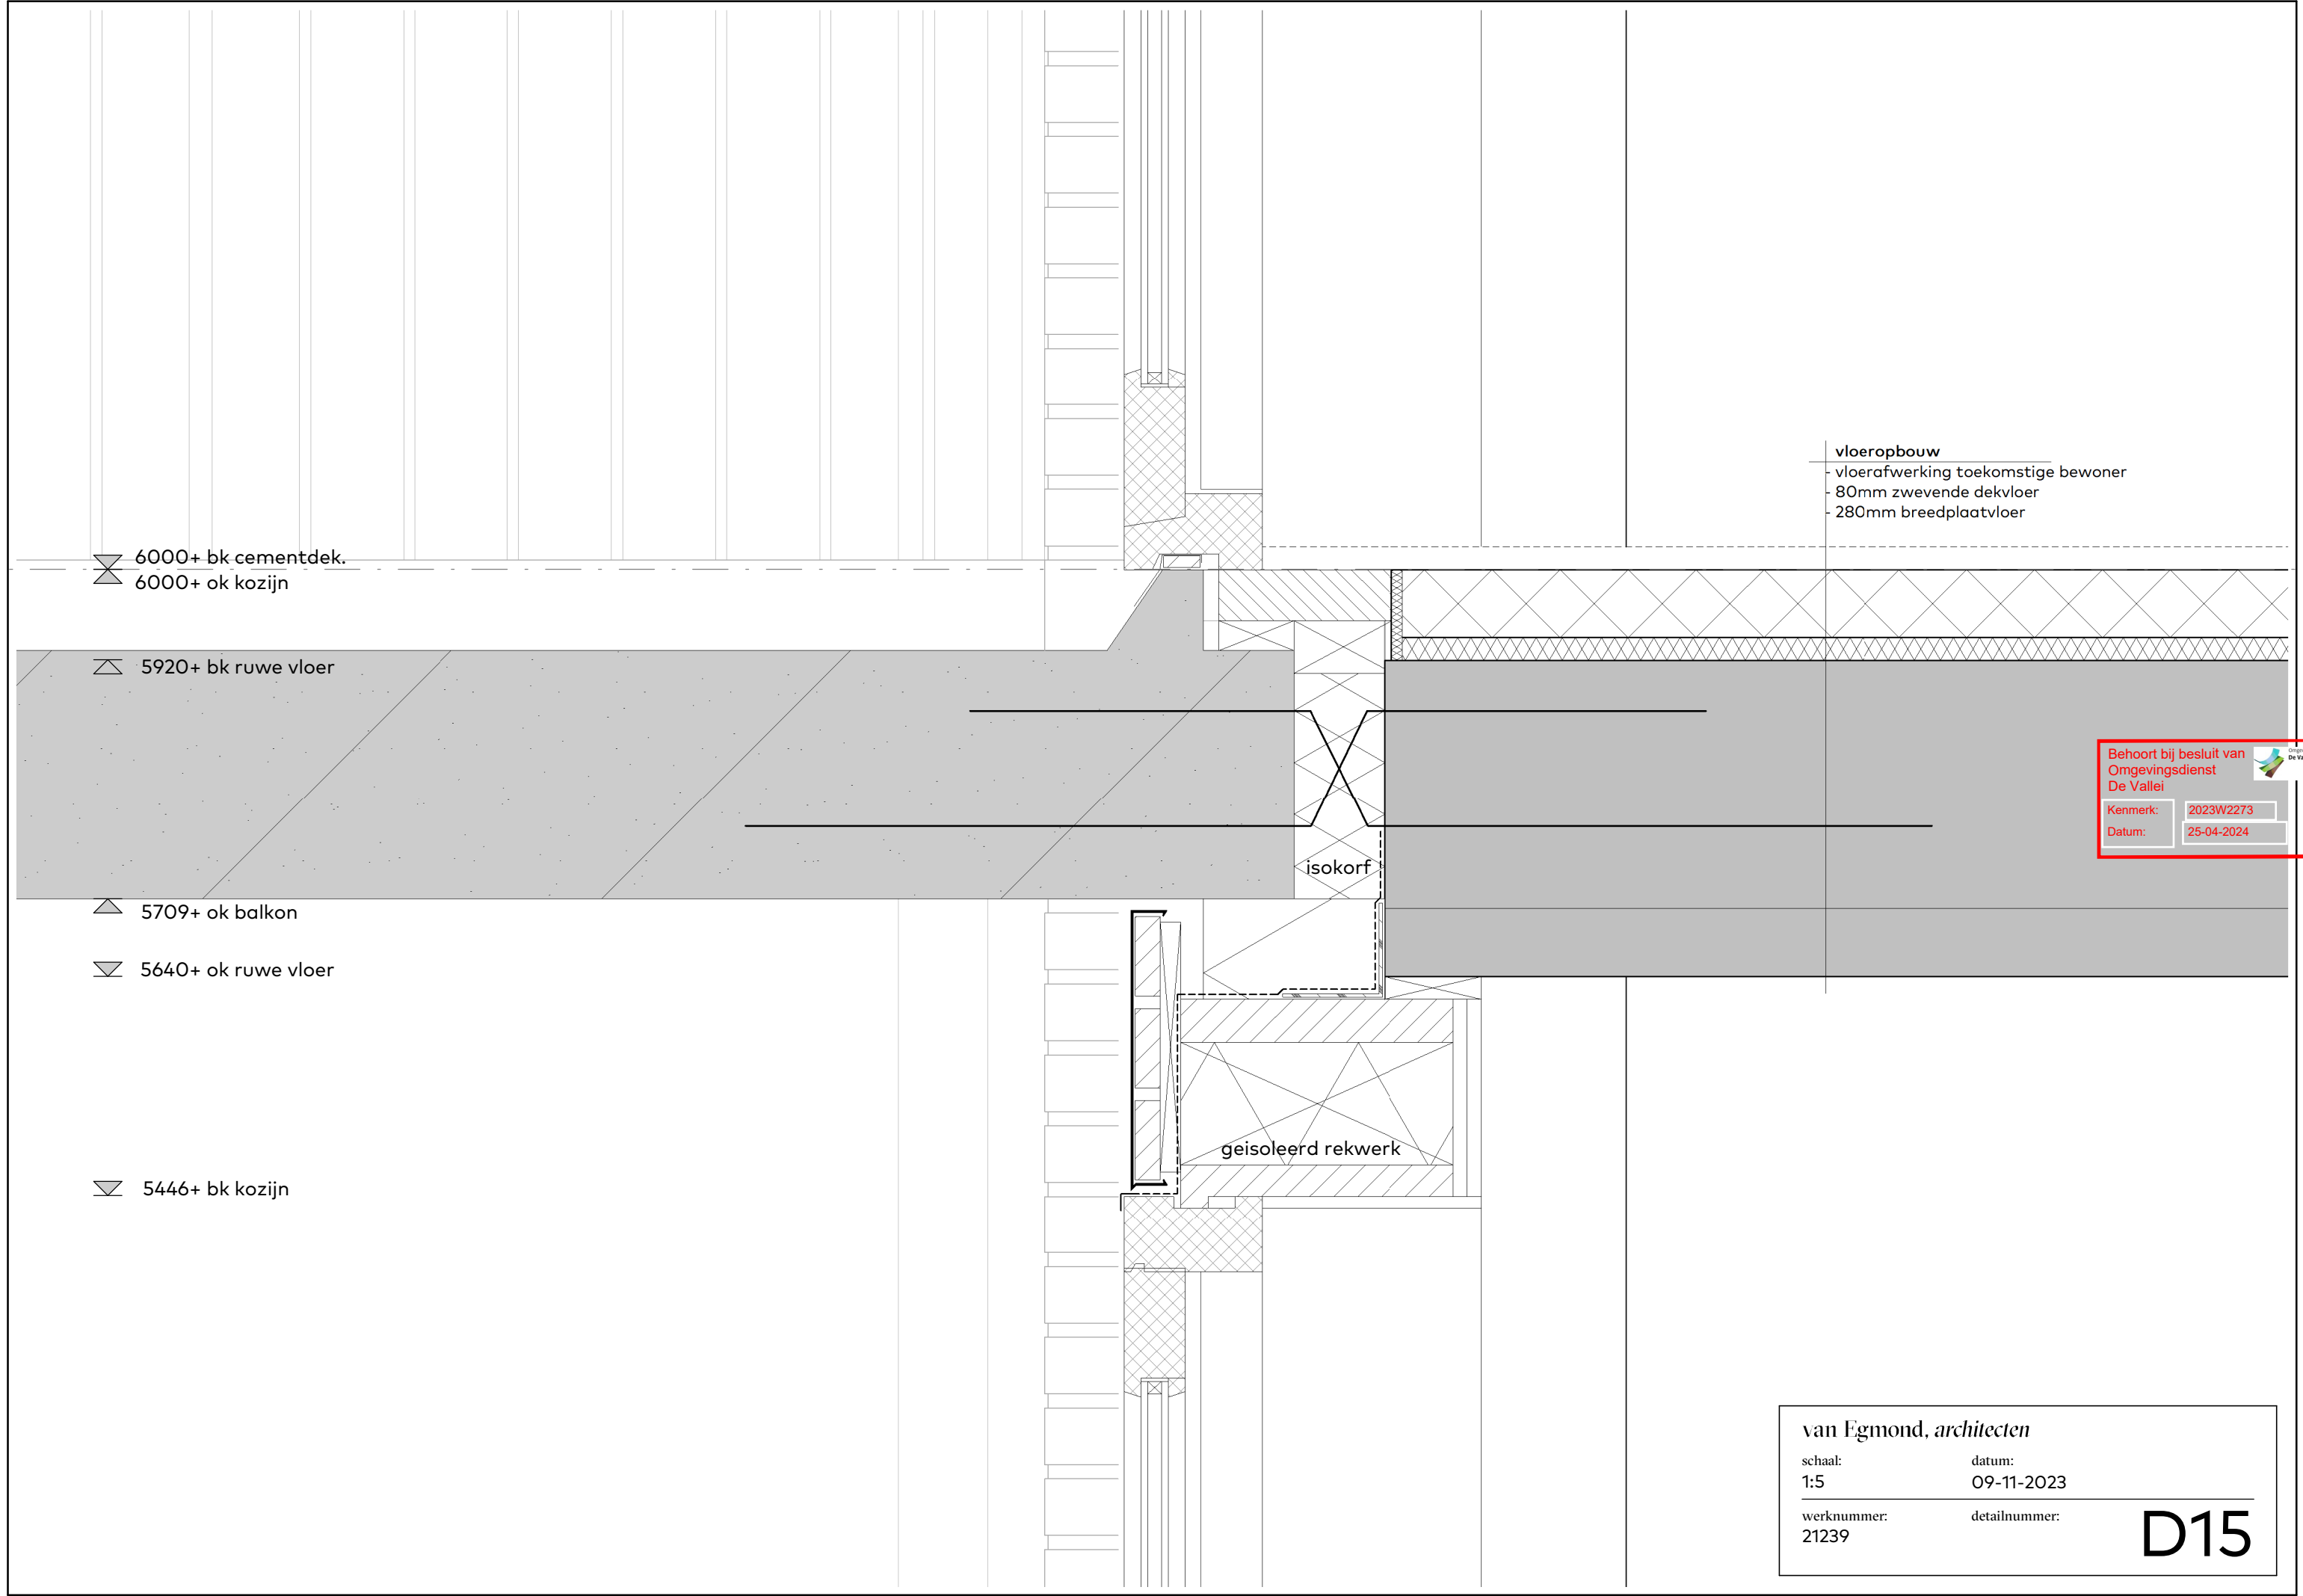 vloeropbouw
- vloerafwerking toekomstige bewoner
- 80mm zwevende dekvloer
- 280mm breedplaatvloer
6000+ bk cementdek.
6000+ ok kozijn
5920+ bk ruwe vloer
Behoort bij besluit van
Omgevingsdienst
De Vallei
Kenmerk: 2023W2273
Datum: 25-04-2024
isokorf
5709+ ok balkon
5640+ ok ruwe vloer
geisoleerd rekwerk
5446+ bk kozijn
van Egmond, architecten
schaal: datum:
1:5 09-11-2023
werknummer: detailnummer:
21239 D15